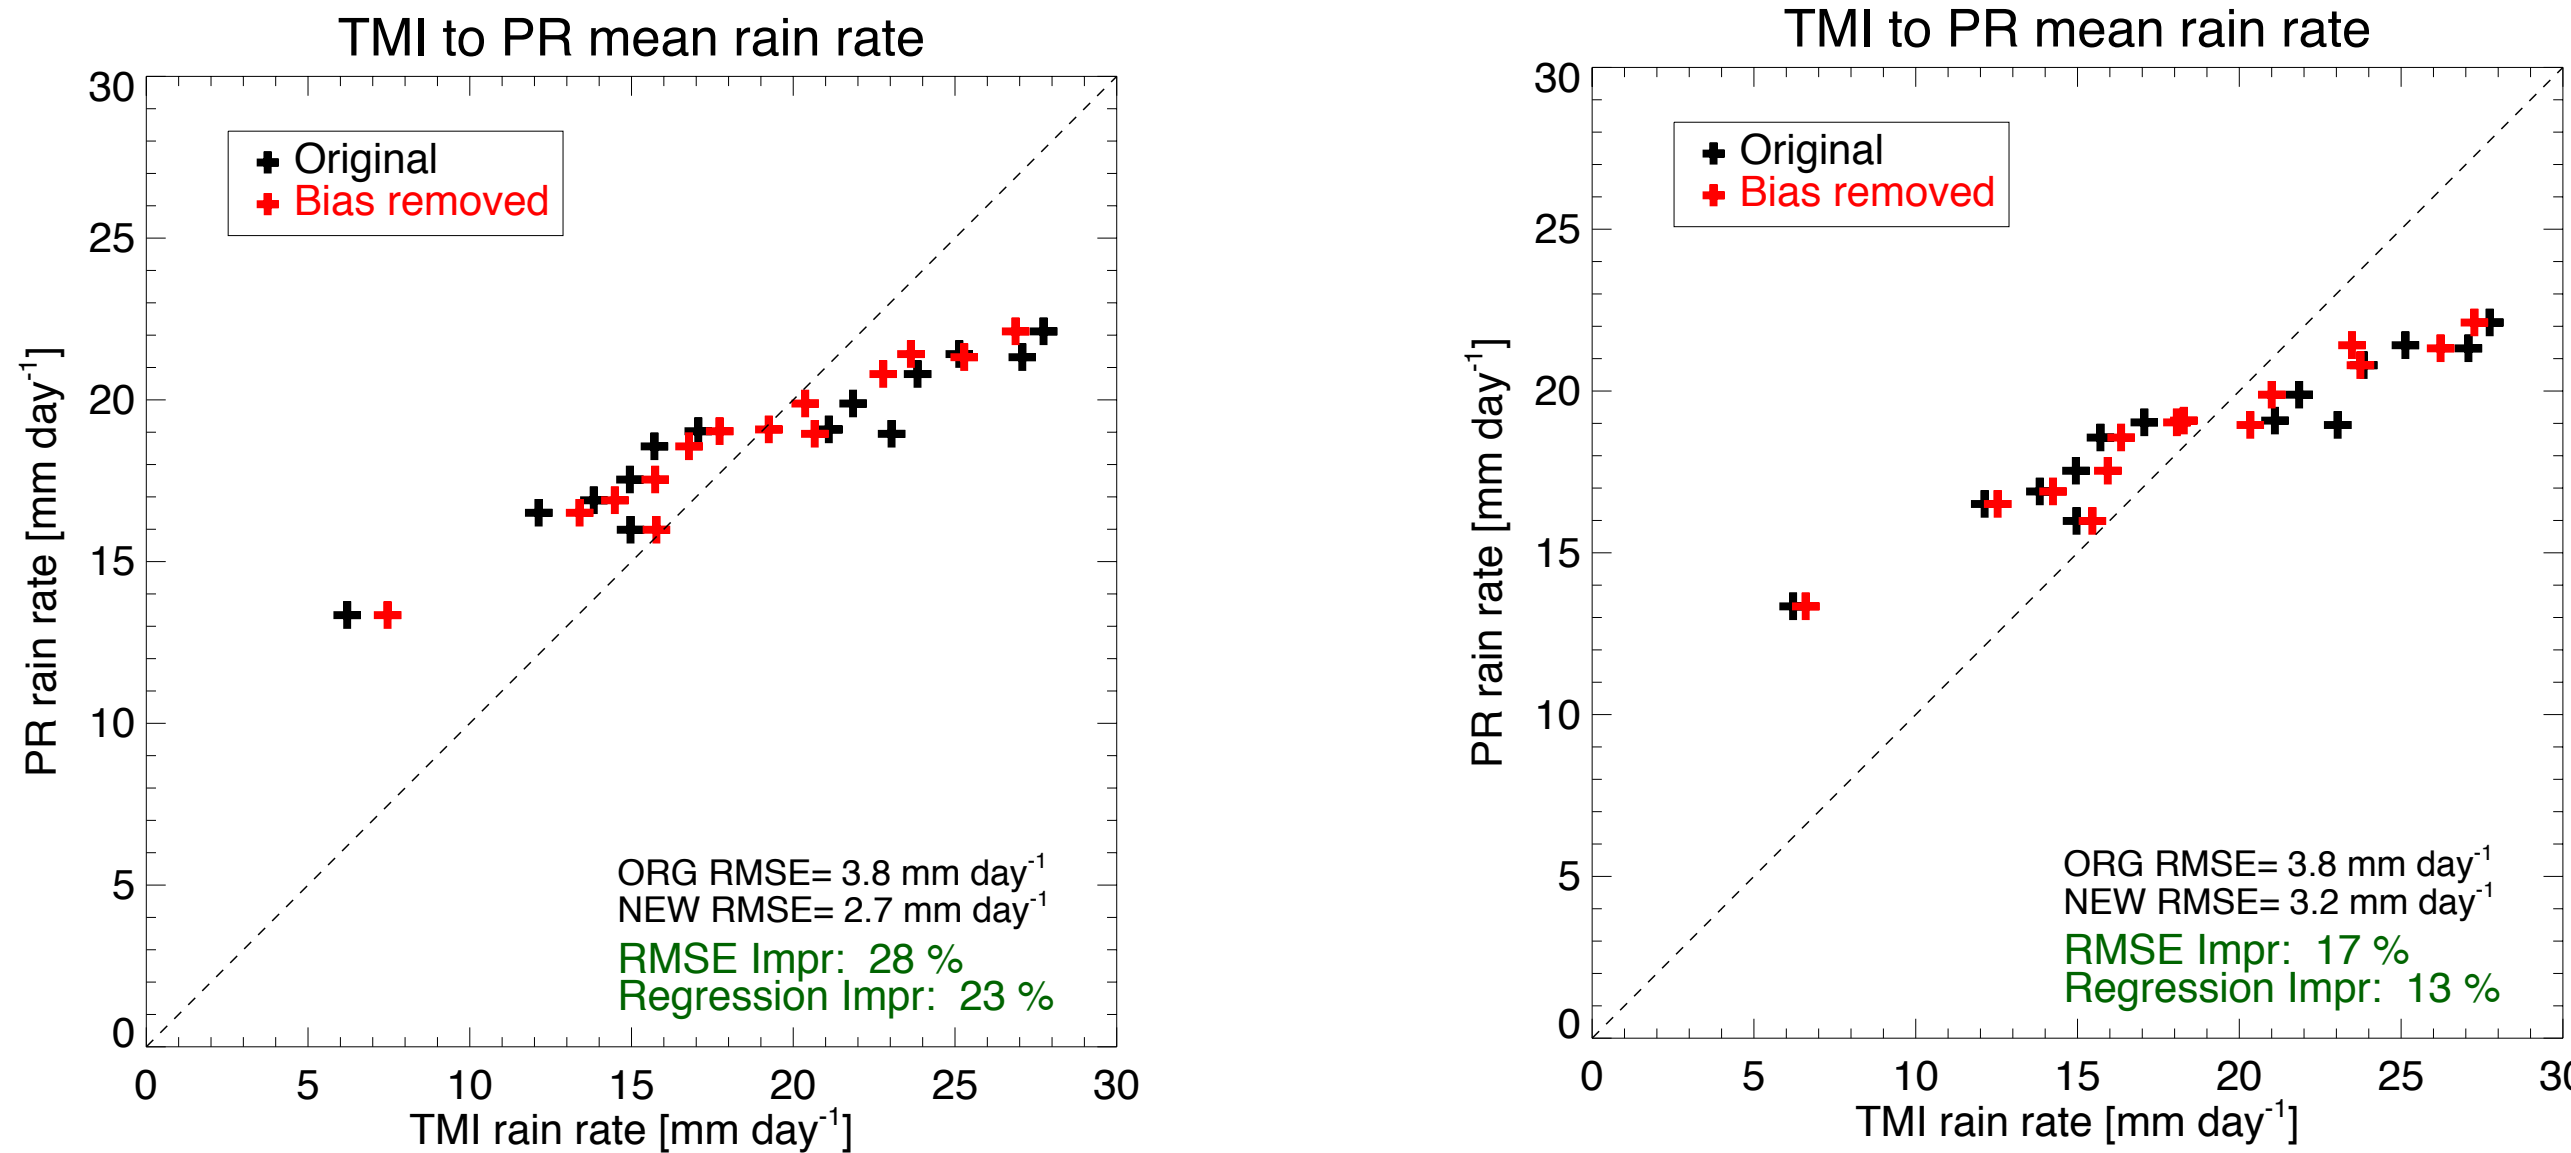 TMI to PR mean rain rate
30
25
20
15
10
5
0
PR rain rate [mm day-1]
Original
Bias removed
ORG RMSE= 3.8 mm day-1
NEW RMSE= 2.7 mm day-1
RMSE Impr: 28 %
Regression Impr: 23 %
0 5 10 15 20 25 30
TMI rain rate [mm day-1]
TMI to PR mean rain rate
30
25
20
15
10
5
0
PR rain rate [mm day-1]
Original
Bias removed
ORG RMSE= 3.8 mm day-1
NEW RMSE= 3.2 mm day-1
RMSE Impr: 17 %
Regression Impr: 13 %
0 5 10 15 20 25 30
TMI rain rate [mm day-1]